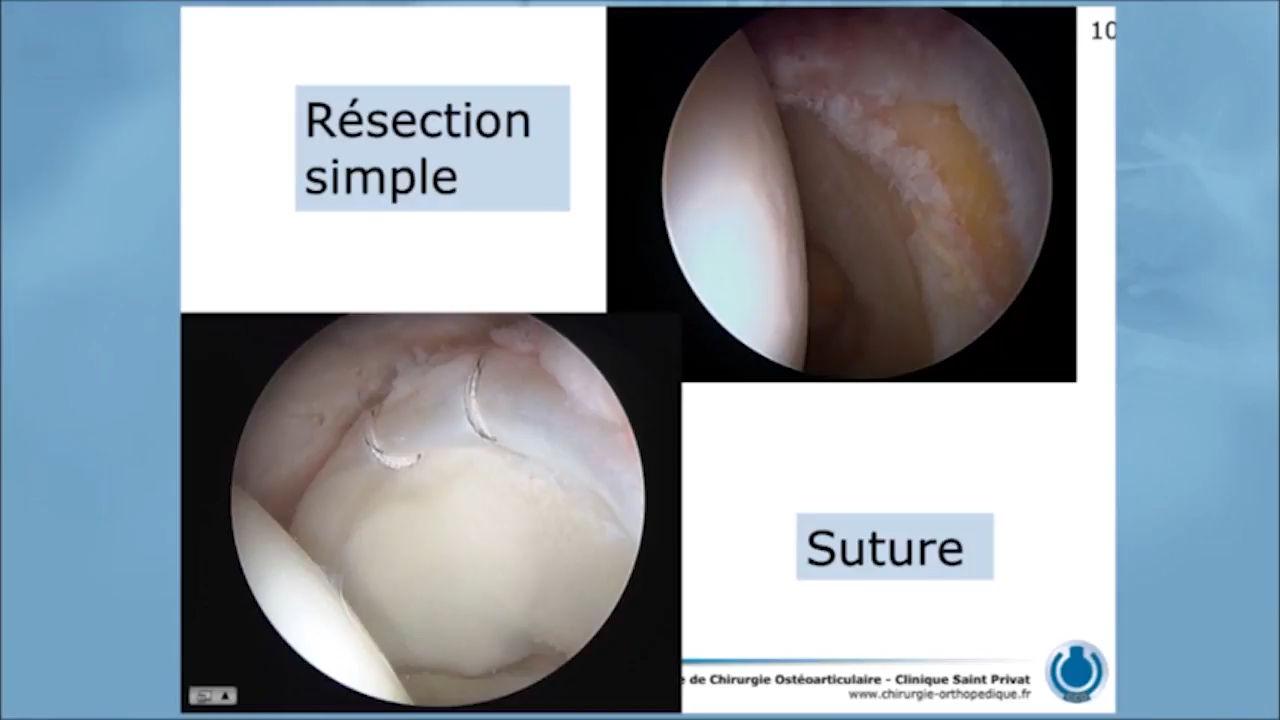 10
Résection
simple
Suture
de Chirurgie Ostéoarticulaire - Clinique Saint Privat
www.chirurgie-orthopedique.fr